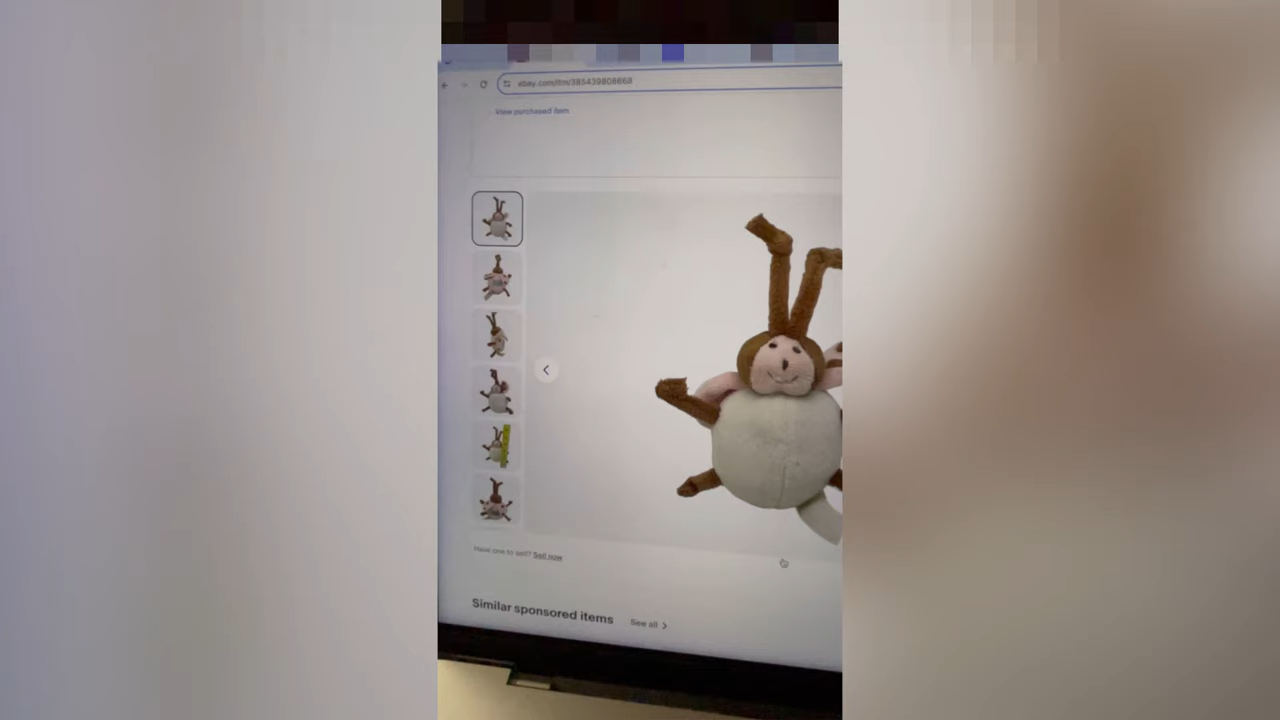 ebay.com/itm/385439808668
View purchased item
Have one to sell? Sell now
Similar sponsored items See all